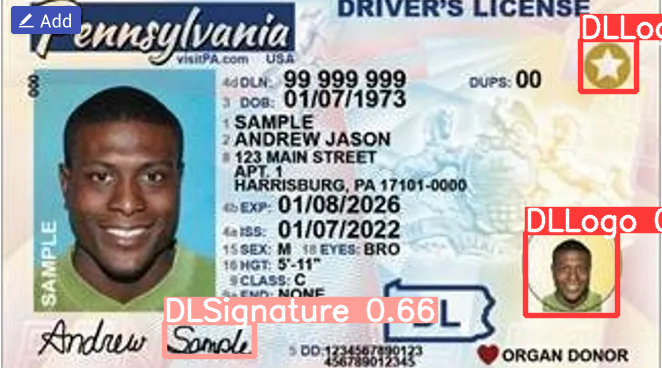 Add
DRIVER'S LICENSE
Pennsylvania
visitPA.com USA
DLLo
000
4d DLN: 99 999 999
DUPS: 00
3 DOB: 01/07/1973
1 SAMPLE
2 ANDREW JASON
8 123 MAIN STREET
APT. 1
HARRISBURG, PA 17101-0000
4b EXP: 01/08/2026
4a ISS: 01/07/2022
DLLogo 0
15 SEX: M 18 EYES: BRO
16 HGT: 5'-11"
9 CLASS: C
9a END: NONE
SAMPLE
DLSignature 0.66
DL
Andrew Sample
5 DD: 1234567890123
456789012345
ORGAN DONOR